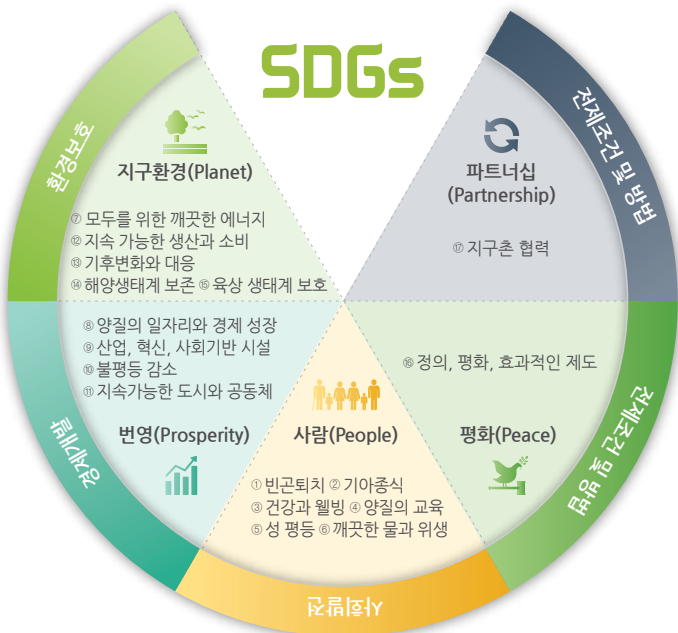 SDGs
환경보호
지구환경(Planet)
⑦ 모두를 위한 깨끗한 에너지
⑫ 지속 가능한 생산과 소비
⑬ 기후변화와 대응
⑭ 해양생태계 보존 ⑮ 육상 생태계 보호
전제조건 및 방법
파트너십
(Partnership)
⑰ 지구촌 협력
경제개발
⑧ 양질의 일자리와 경제 성장
⑨ 산업, 혁신, 사회기반 시설
⑩ 불평등 감소
⑪ 지속가능한 도시와 공동체
번영(Prosperity)
사람(People)
① 빈곤퇴치 ② 기아종식
③ 건강과 웰빙 ④ 양질의 교육
⑤ 성 평등 ⑥ 깨끗한 물과 위생
사회발전
⑯ 정의, 평화, 효과적인 제도
평화(Peace)
전제조건 및 방법